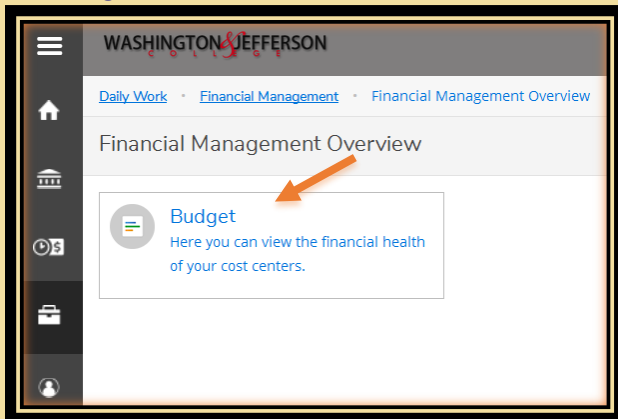 WASHINGTON&JEFFERSON
COLLEGE
Daily Work · Financial Management · Financial Management Overview
Financial Management Overview
Budget
Here you can view the financial health
of your cost centers.